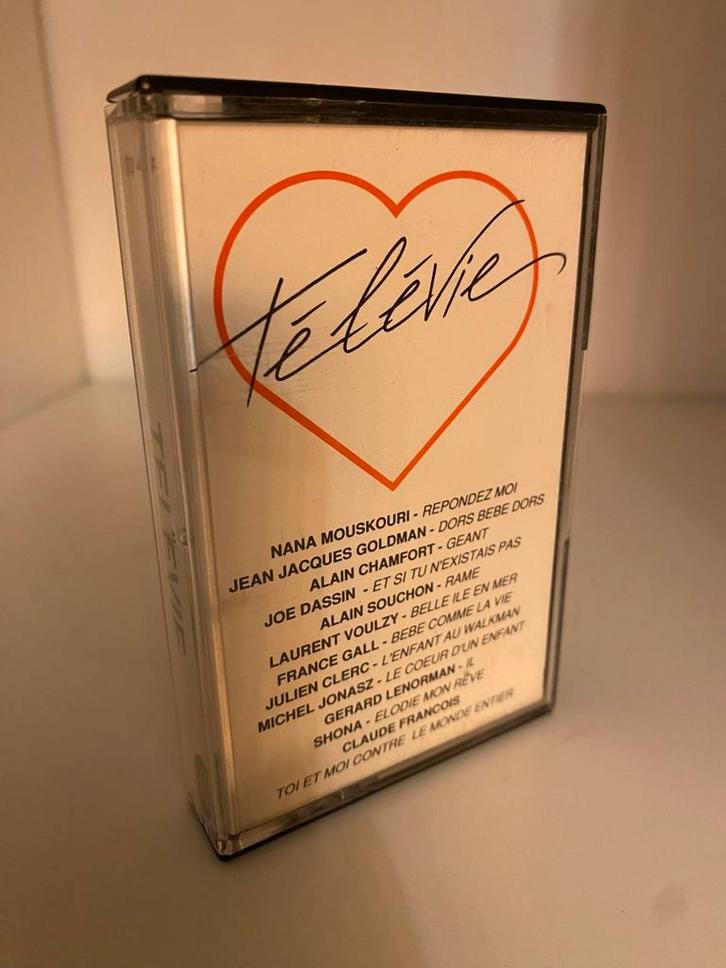 Télévie
NANA MOUSKOURI - REPONDEZ MOI
JEAN JACQUES GOLDMAN - DORS BEBE DORS
ALAIN CHAMFORT - GEANT
JOE DASSIN - ET SI TU N'EXISTAIS PAS
ALAIN SOUCHON - RAME
LAURENT VOULZY - BELLE ILE EN MER
FRANCE GALL - BEBE COMME LA VIE
JULIEN CLERC - L'ENFANT AU WALKMAN
MICHEL JONASZ - LE COEUR D'UN ENFANT
GERARD LENORMAN - IL
SHONA - ELODIE MON RÊVE
CLAUDE FRANCOIS
TOI ET MOI CONTRE LE MONDE ENTIER